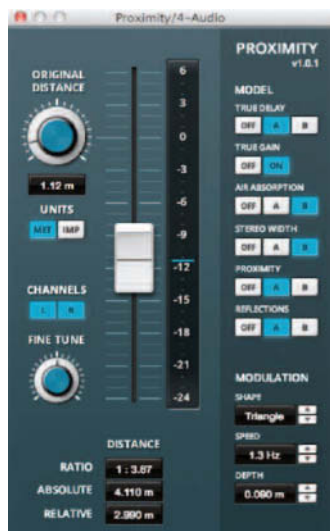 Proximity/4-Audio
PROXIMITY
v1.0.1
ORIGINAL
DISTANCE
1.12 m
UNITS
MET IMP
CHANNELS
L R
FINE TUNE
6
3
0
-3
-6
-9
-12
-15
-18
-21
-24
DISTANCE
RATIO 1 : 3.67
ABSOLUTE 4.110 m
RELATIVE 2.990 m
MODEL
TRUE DELAY
OFF A B
TRUE GAIN
OFF ON
AIR ABSORPTION
OFF A B
STEREO WIDTH
OFF A B
PROXIMITY
OFF A B
REFLECTIONS
OFF A B
MODULATION
SHAPE
Triangle
SPEED
1.3 Hz
DEPTH
0.090 m